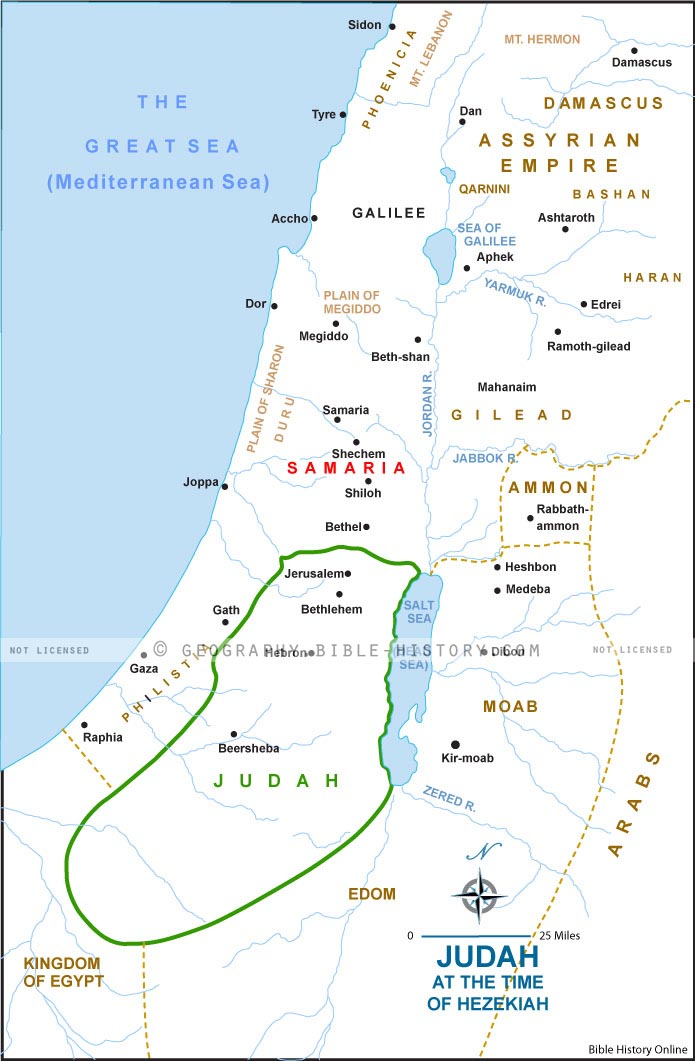 Sidon
PHOENICIA
MT. LEBANON
MT. HERMON
Damascus
THE
GREAT SEA
(Mediterranean Sea)
Tyre
Dan
DAMASCUS
ASSYRIAN
EMPIRE
QARNINI
BASHAN
Accho
GALILEE
SEA OF
GALILEE
Ashtaroth
Aphek
HARAN
YARMUK R.
Dor
PLAIN OF
MEGIDDO
Megiddo
Edrei
Beth-shan
Ramoth-gilead
PLAIN OF SHARON
DURU
JORDAN R.
Mahanaim
GILEAD
Samaria
Shechem
SAMARIA
JABBOK R.
Joppa
Shiloh
AMMON
Rabbath-
ammon
Bethel
Jerusalem
Heshbon
Medeba
Bethlehem
SALT
SEA
Gath
NOT LICENSED
© GEOGRAPHY.BIBLE-HISTORY.COM
NOT LICENSED
Hebron
SEA)
Dibon
Gaza
PHILISTIA
MOAB
Raphia
Beersheba
Kir-moab
JUDAH
ZERED R.
ARABS
N
EDOM
0 25 Miles
JUDAH
AT THE TIME
OF HEZEKIAH
KINGDOM
OF EGYPT
Bible History Online